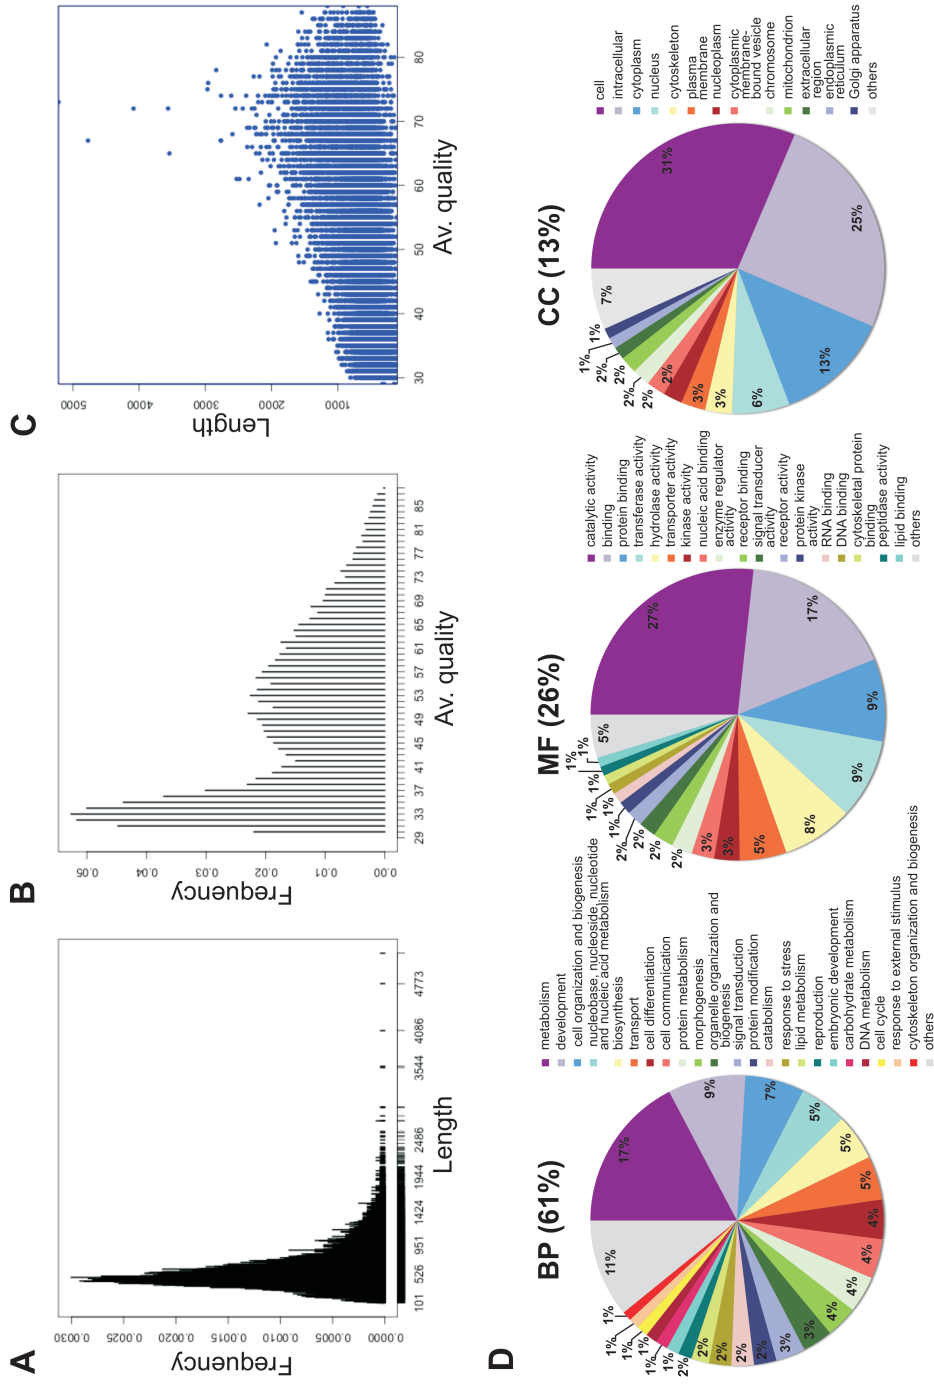 A
Frequency
0.0030
0.0025
0.0020
0.0015
0.0010
0.0005
0.0000
101
526
951
1424
1944
2486
3544
4086
4773
Length
B
Frequency
0.05
0.04
0.03
0.02
0.01
0.00
29
33
37
41
45
49
53
57
61
65
69
73
77
81
85
Av. quality
C
Length
5000
4000
3000
2000
1000
30
40
50
60
70
80
Av. quality
D
BP (61%)
17%
9%
7%
5%
5%
5%
4%
4%
4%
4%
3%
3%
2%
2%
2%
2%
2%
1%
1%
1%
1%
1%
1%
11%
metabolism
development
cell organization and biogenesis
nucleobase, nucleoside, nucleotide
and nucleic acid metabolism
biosynthesis
transport
cell differentiation
cell communication
protein metabolism
morphogenesis
organelle organization and
biogenesis
signal transduction
protein modification
catabolism
response to stress
lipid metabolism
reproduction
embryonic development
carbohydrate metabolism
DNA metabolism
cell cycle
response to external stimulus
cytoskeleton organization and biogenesis
others
MF (26%)
27%
17%
9%
9%
8%
5%
3%
3%
2%
2%
2%
2%
1%
1%
1%
1%
1%
1%
5%
catalytic activity
binding
protein binding
transferase activity
hydrolase activity
transporter activity
kinase activity
nucleic acid binding
enzyme regulator
activity
receptor binding
signal transducer
activity
receptor activity
protein kinase
activity
RNA binding
DNA binding
cytoskeletal protein
binding
peptidase activity
lipid binding
others
CC (13%)
31%
25%
13%
6%
3%
3%
2%
2%
2%
2%
2%
1%
1%
7%
cell
intracellular
cytoplasm
nucleus
cytoskeleton
plasma
membrane
nucleoplasm
cytoplasmic
membrane-
bound vesicle
chromosome
mitochondrion
extracellular
region
endoplasmic
reticulum
Golgi apparatus
others